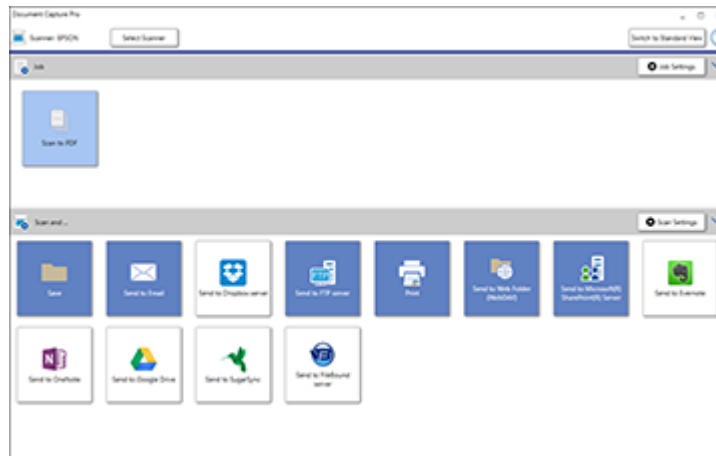 Document Capture Pro
Scanner: EPSON
Select Scanner
Switch to Standard View
Job
Job Settings
Scan to PDF
Scan and ...
Scan Settings
Save
Send to Email
Send to Dropbox server
FTP
Send to FTP server
Print
Send to Web Folder
(WebDAV)
Send to Microsoft(R)
SharePoint(R) Server
Send to Evernote
N
Send to OneNote
Send to Google Drive
Send to SugarSync
Send to FileBound
server